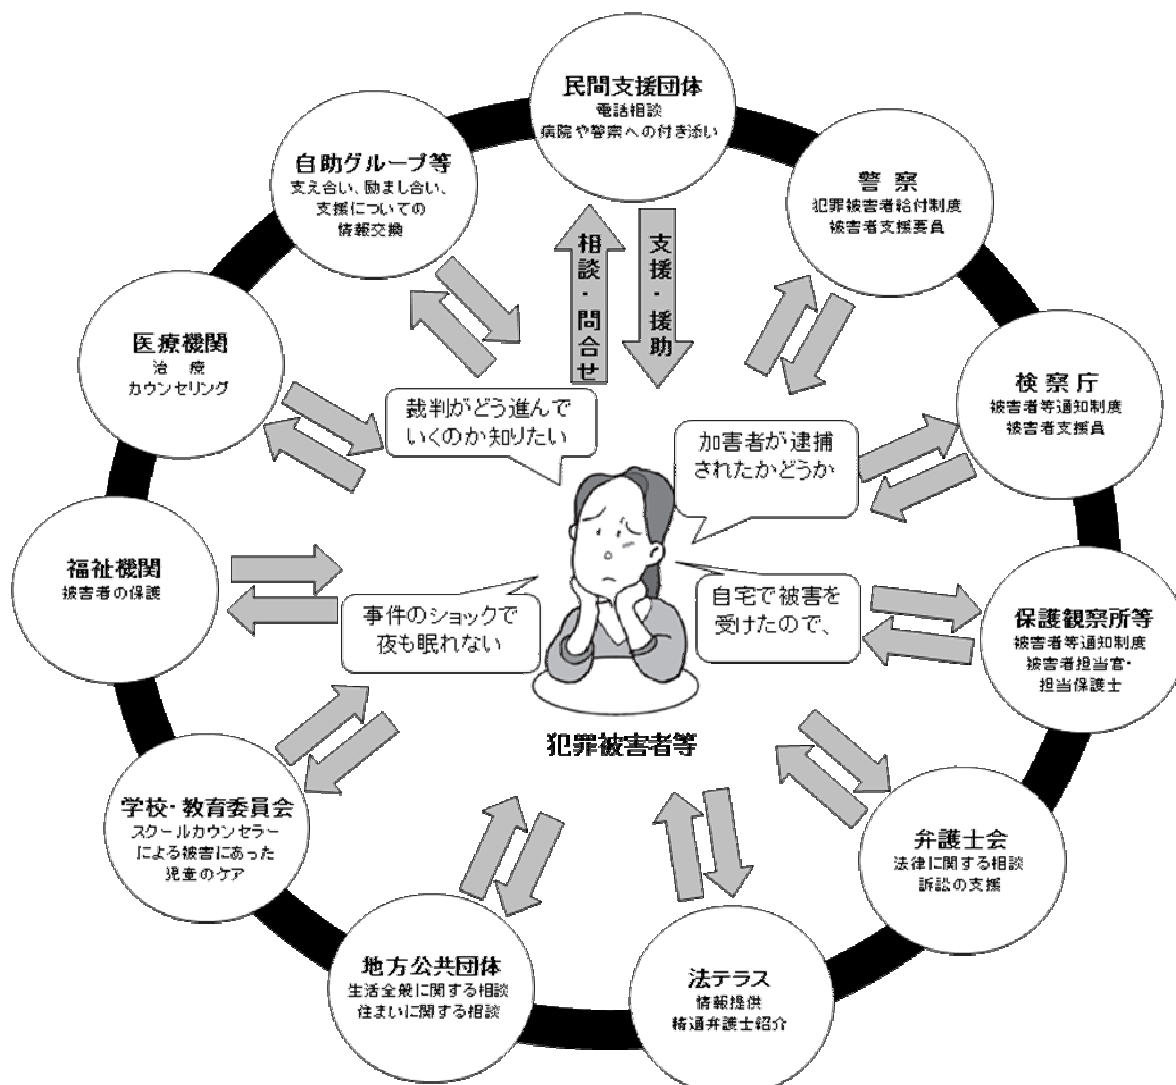 民間支援団体
電話相談
病院や警察への付き添い
警察
犯罪被害者給付制度
被害者支援要員
検察庁
被害者等通知制度
被害者支援員
保護観察所等
被害者等通知制度
被害者担当官・
担当保護士
弁護士会
法律に関する相談
訴訟の支援
法テラス
情報提供
精通弁護士紹介
地方公共団体
生活全般に関する相談
住まいに関する相談
学校・教育委員会
スクールカウンセラー
による被害にあった
児童のケア
福祉機関
被害者の保護
医療機関
治療
カウンセリング
自助グループ等
支え合い、励まし合い、
支援についての
情報交換
相談・問合せ
支援・援助
裁判がどう進んで
いくのか知りたい
加害者が逮捕
されたかどうか
事件のショックで
夜も眠れない
自宅で被害を
受けたので、
犯罪被害者等